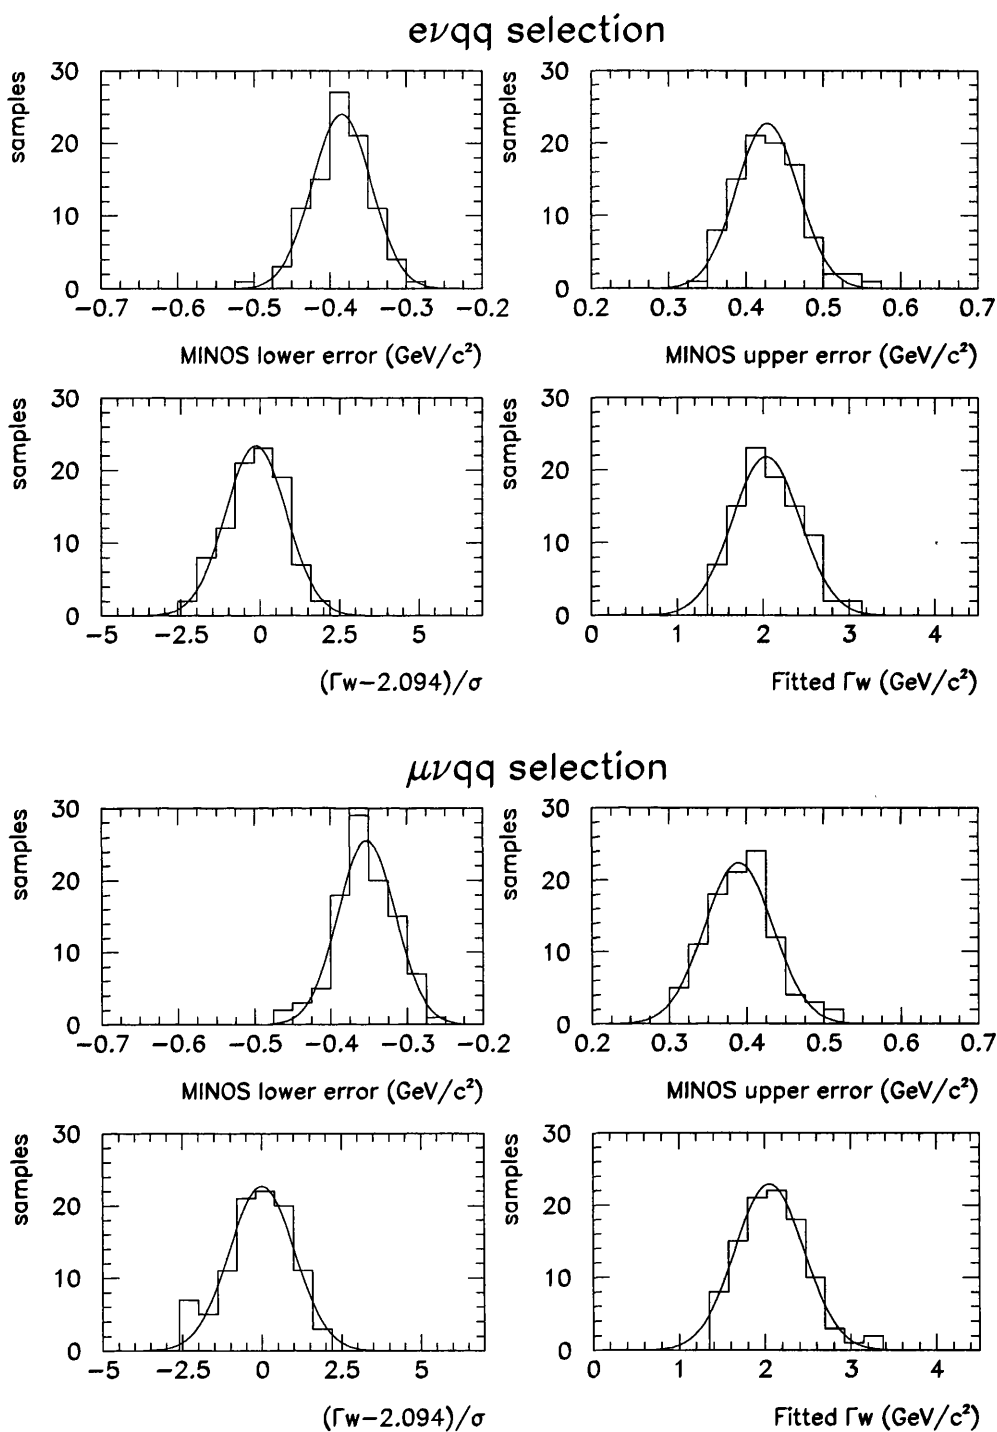 eνqq selection
samples
30
20
10
0
−0.7 −0.6 −0.5 −0.4 −0.3 −0.2
MINOS lower error (GeV/c²)
samples
30
20
10
0
0.2 0.3 0.4 0.5 0.6 0.7
MINOS upper error (GeV/c²)
samples
30
20
10
0
−5 −2.5 0 2.5 5
(Γw−2.094)/σ
samples
30
20
10
0
0 1 2 3 4
Fitted Γw (GeV/c²)
μνqq selection
samples
30
20
10
0
−0.7 −0.6 −0.5 −0.4 −0.3 −0.2
MINOS lower error (GeV/c²)
samples
30
20
10
0
0.2 0.3 0.4 0.5 0.6 0.7
MINOS upper error (GeV/c²)
samples
30
20
10
0
−5 −2.5 0 2.5 5
(Γw−2.094)/σ
samples
30
20
10
0
0 1 2 3 4
Fitted Γw (GeV/c²)